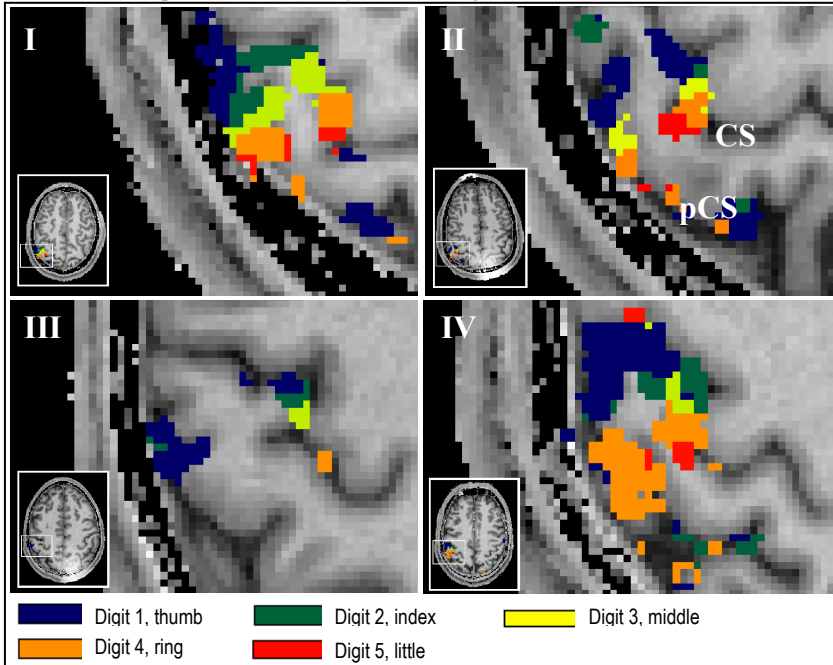 I
II
CS
pCS
III
IV
Digit 1, thumb
Digit 2, index
Digit 3, middle
Digit 4, ring
Digit 5, little